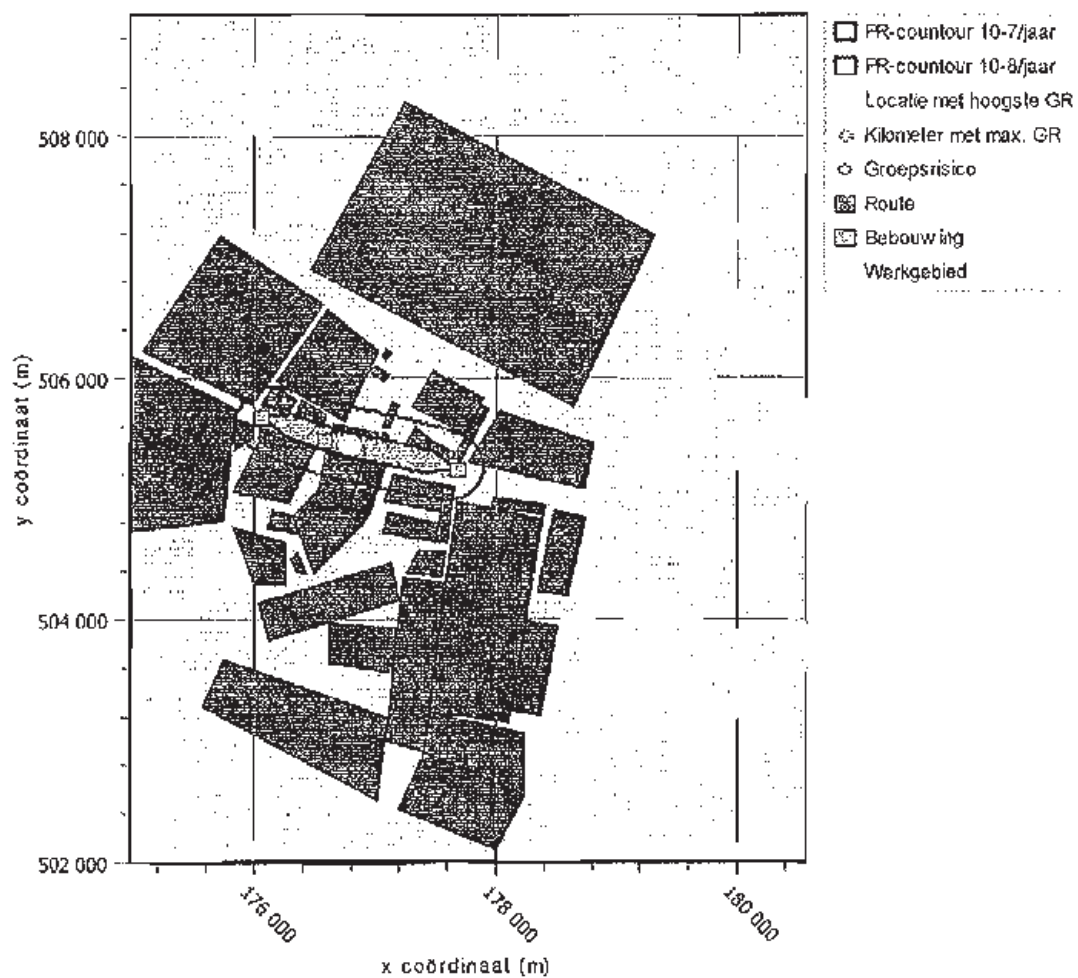 PR-countour 10-7/jaar
PR-countour 10-8/jaar
Locatie met hoogste GR
Kilometer met max. GR
Groepsrisico
Route
Bebouwing
Werkgebied
508 000
506 000
504 000
502 000
y coördinaat (m)
176 000
178 000
180 000
x coördinaat (m)